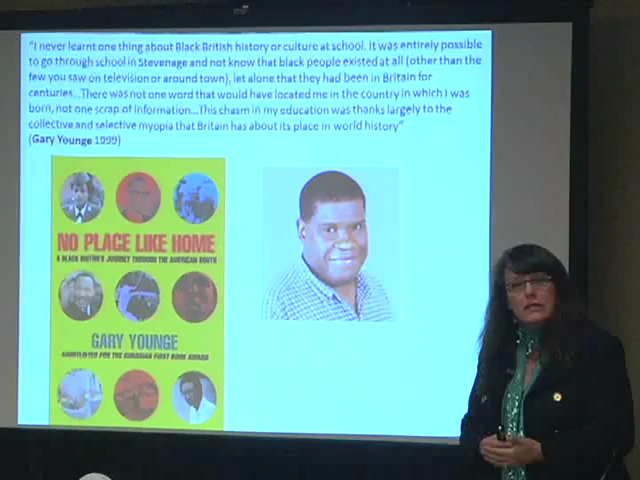 "I never learnt one thing about Black British history or culture at school. It was entirely possible
to go through school in Stevenage and not know that black people existed at all (other than the
few you saw on television or around town), let alone that they had been in Britain for
centuries...There was not one word that would have located me in the country in which I was
born, not one scrap of information...This chasm in my education was thanks largely to the
collective and selective myopia that Britain has about its place in world history"
(Gary Younge 1999)
NO PLACE LIKE HOME
A BLACK BRITON'S JOURNEY THROUGH THE AMERICAN SOUTH
GARY YOUNGE
SHORTLISTED FOR THE GUARDIAN FIRST BOOK AWARD